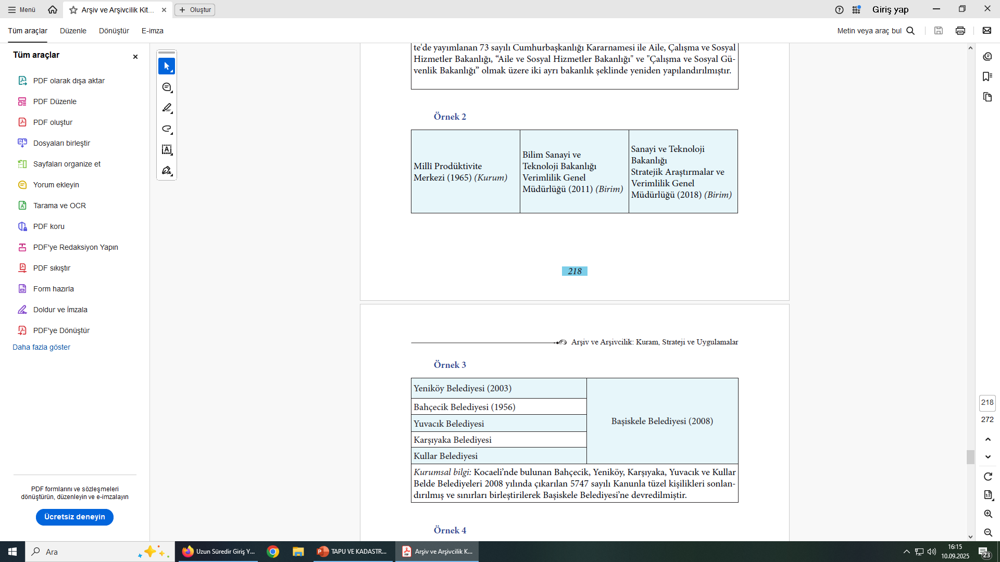 Menü
Arşiv ve Arşivcilik Kit...
Oluştur
Giriş yap
Tüm araçlar
Düzenle
Dönüştür
E-imza
Metin veya araç bul
Tüm araçlar
PDF olarak dışa aktar
PDF Düzenle
PDF oluştur
Dosyaları birleştir
Sayfaları organize et
Yorum ekleyin
Tarama ve OCR
PDF koru
PDF'ye Redaksiyon Yapın
PDF sıkıştır
Form hazırla
Doldur ve İmzala
PDF'ye Dönüştür
Daha fazla göster
PDF formlarını ve sözleşmeleri
dönüştürün, düzenleyin ve e-imzalayın
Ücretsiz deneyin
te'de yayımlanan 73 sayılı Cumhurbaşkanlığı Kararnamesi ile Aile, Çalışma ve Sosyal
Hizmetler Bakanlığı, “Aile ve Sosyal Hizmetler Bakanlığı" ve "Çalışma ve Sosyal Gü-
venlik Bakanlığı” olmak üzere iki ayrı bakanlık şeklinde yeniden yapılandırılmıştır.
Örnek 2
Millî Prodüktivite
Merkezi (1965) (Kurum)
Bilim Sanayi ve
Teknoloji Bakanlığı
Verimlilik Genel
Müdürlüğü (2011) (Birim)
Sanayi ve Teknoloji
Bakanlığı
Stratejik Araştırmalar ve
Verimlilik Genel
Müdürlüğü (2018) (Birim)
218
Arşiv ve Arşivcilik: Kuram, Strateji ve Uygulamalar
Örnek 3
Yeniköy Belediyesi (2003)
Bahçecik Belediyesi (1956)
Yuvacık Belediyesi
Karşıyaka Belediyesi
Kullar Belediyesi
Başiskele Belediyesi (2008)
Kurumsal bilgi: Kocaeli’nde bulunan Bahçecik, Yeniköy, Karşıyaka, Yuvacık ve Kullar
Belde Belediyeleri 2008 yılında çıkarılan 5747 sayılı Kanunla tüzel kişilikleri sonlan-
dırılmış ve sınırları birleştirilerek Başiskele Belediyesi’ne devredilmiştir.
Örnek 4
218
272
1:1
Ara
Uzun Süredir Giriş Y...
TAPU VE KADASTR...
Arşiv ve Arşivcilik K...
16:15
10.09.2025
23